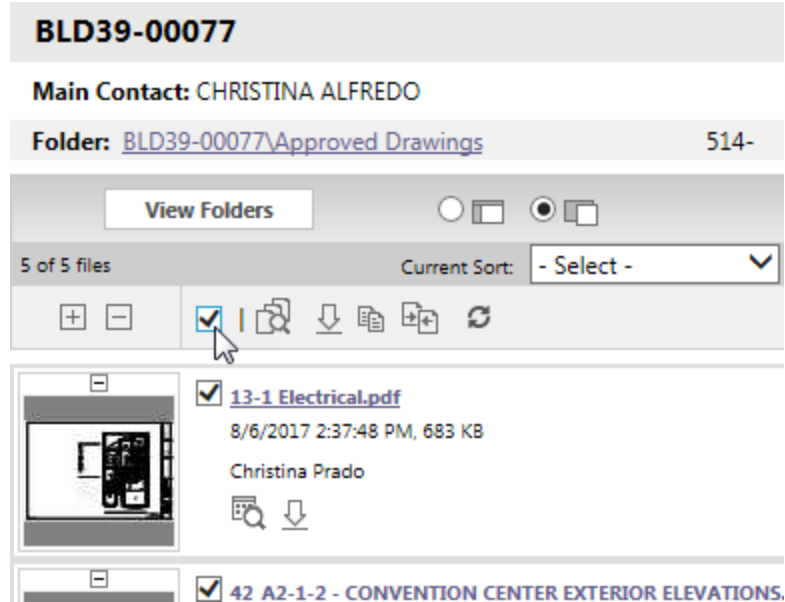 BLD39-00077
Main Contact: CHRISTINA ALFREDO
Folder: BLD39-00077\Approved Drawings 514-
View Folders
5 of 5 files Current Sort: - Select -
13-1 Electrical.pdf
8/6/2017 2:37:48 PM, 683 KB
Christina Prado
42 A2-1-2 - CONVENTION CENTER EXTERIOR ELEVATIONS.